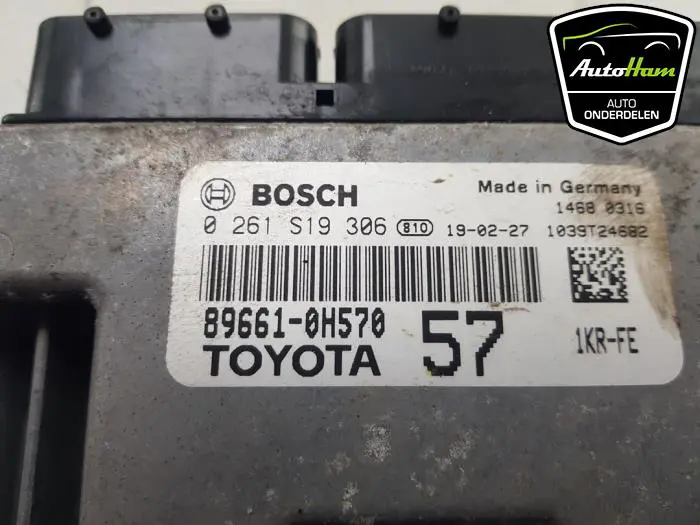 AutoHam
AUTO
ONDERDELEN
BOSCH
Made in Germany
1468 0316
0 261 S19 306 810 19-02-27 1039T24682
89661-0H570
57
1KR-FE
TOYOTA